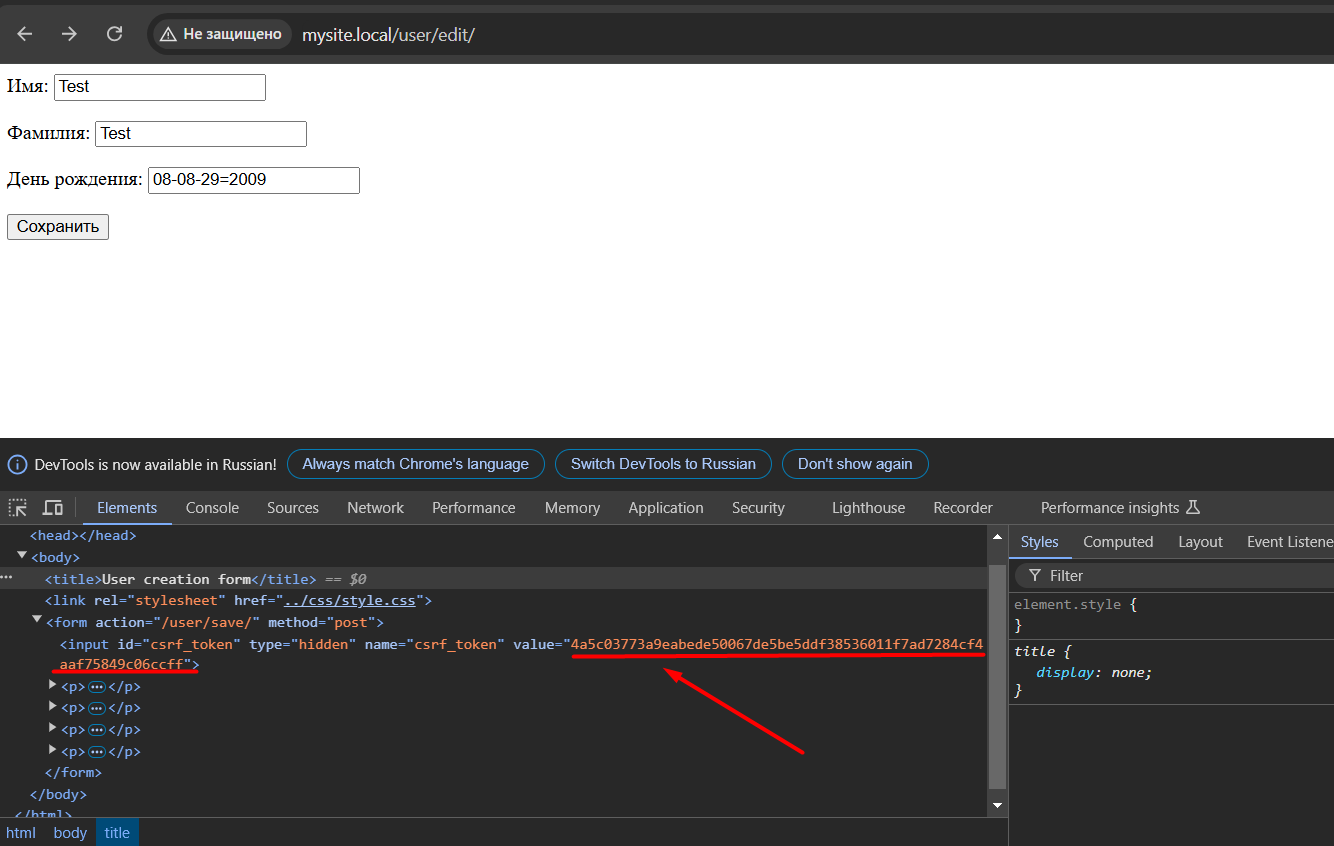 Не защищено mysite.local/user/edit/
Имя: Test
Фамилия: Test
День рождения: 08-08-29=2009
Сохранить
DevTools is now available in Russian! Always match Chrome's language Switch DevTools to Russian Don't show again
Elements Console Sources Network Performance Memory Application Security Lighthouse Recorder Performance insights
<head></head>
<body>
<title>User creation form</title> == $0
<link rel="stylesheet" href="../css/style.css">
<form action="/user/save/" method="post">
<input id="csrf_token" type="hidden" name="csrf_token" value="4a5c03773a9eabede50067de5be5ddf38536011f7ad7284cf4
aaf75849c06ccff">
<p>…</p>
<p>…</p>
<p>…</p>
<p>…</p>
</form>
</body>
</html>
html body title
Styles Computed Layout Event Listene
Filter
element.style {
}
title {
display: none;
}